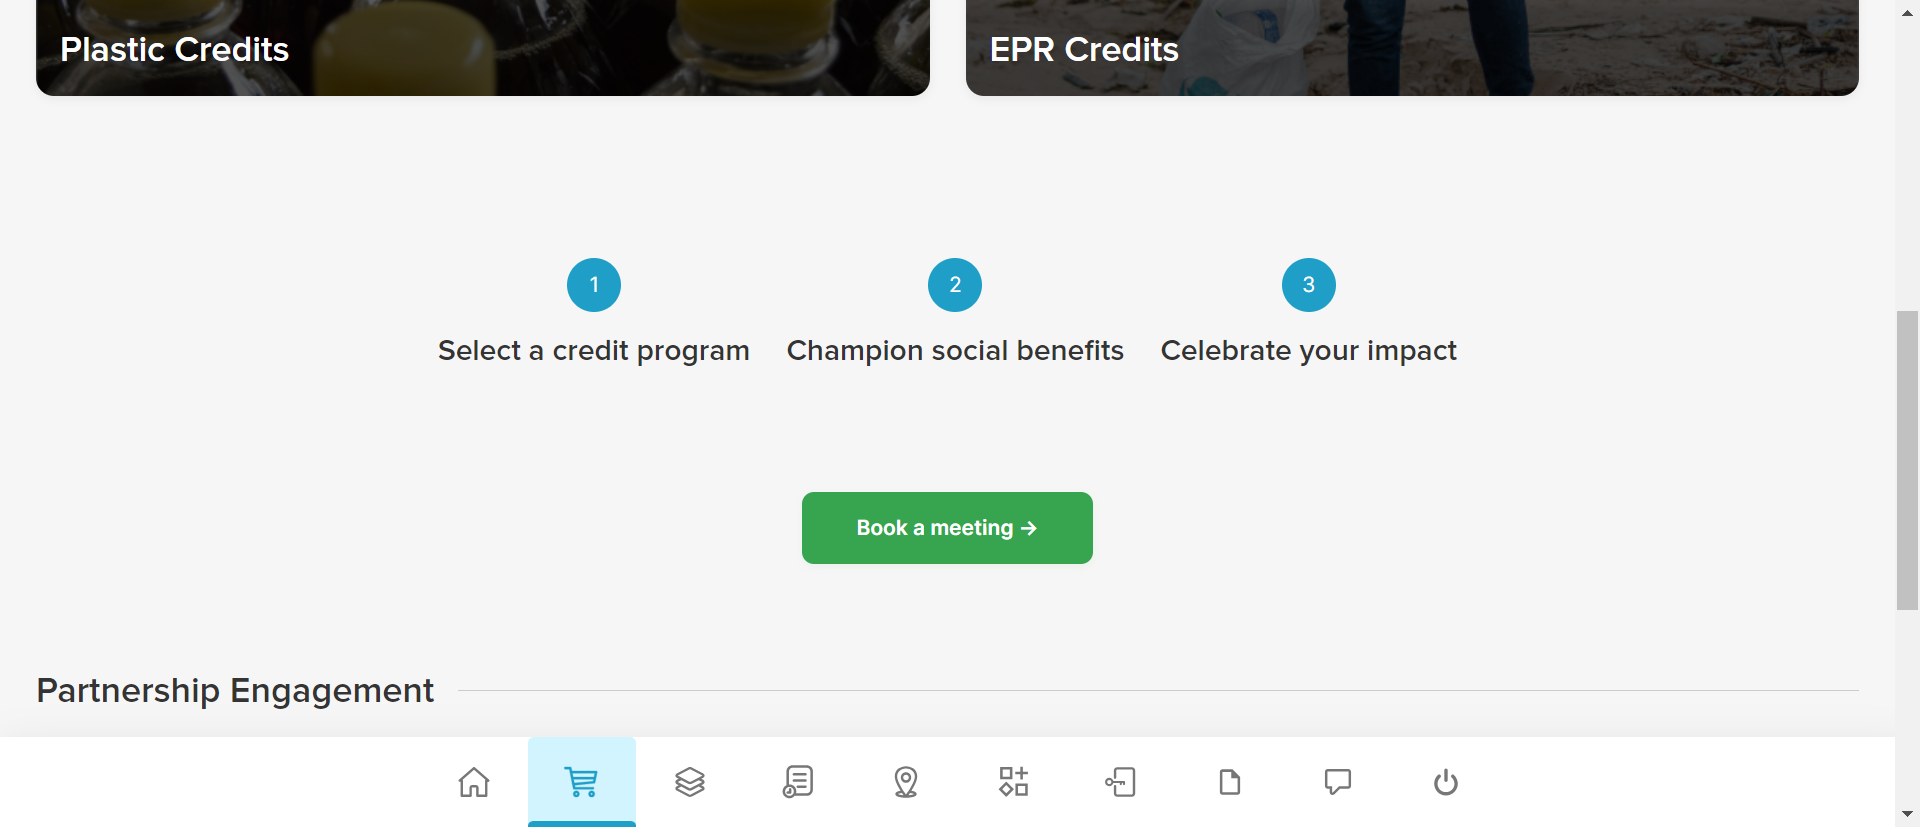 Plastic Credits
EPR Credits
1
2
3
Select a credit program
Champion social benefits
Celebrate your impact
Book a meeting →
Partnership Engagement